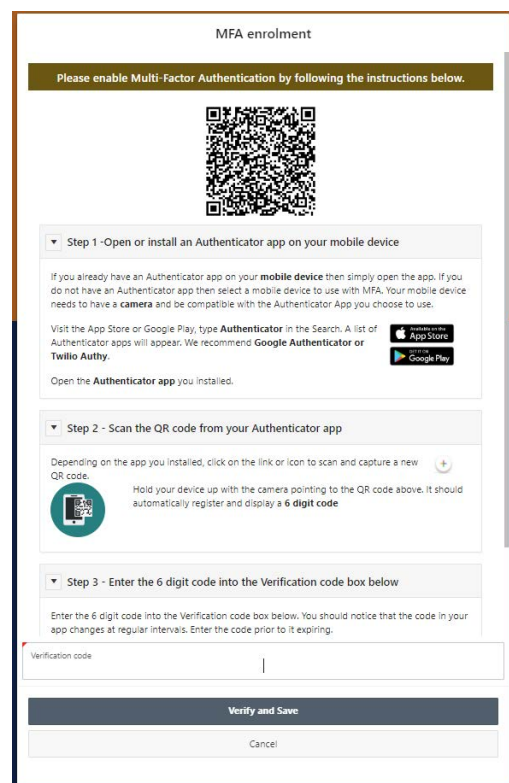 MFA enrolment
Please enable Multi-Factor Authentication by following the instructions below.
Step 1 -Open or install an Authenticator app on your mobile device
If you already have an Authenticator app on your mobile device then simply open the app. If you
do not have an Authenticator app then select a mobile device to use with MFA. Your mobile device
needs to have a camera and be compatible with the Authenticator App you choose to use.
Visit the App Store or Google Play, type Authenticator in the Search. A list of
Authenticator apps will appear. We recommend Google Authenticator or
Twilio Authy.
Available on the
App Store
GET IT ON
Google Play
Open the Authenticator app you installed.
Step 2 - Scan the QR code from your Authenticator app
Depending on the app you installed, click on the link or icon to scan and capture a new
QR code.
Hold your device up with the camera pointing to the QR code above. It should
automatically register and display a 6 digit code
Step 3 - Enter the 6 digit code into the Verification code box below
Enter the 6 digit code into the Verification code box below. You should notice that the code in your
app changes at regular intervals. Enter the code prior to it expiring.
Verification code
Verify and Save
Cancel